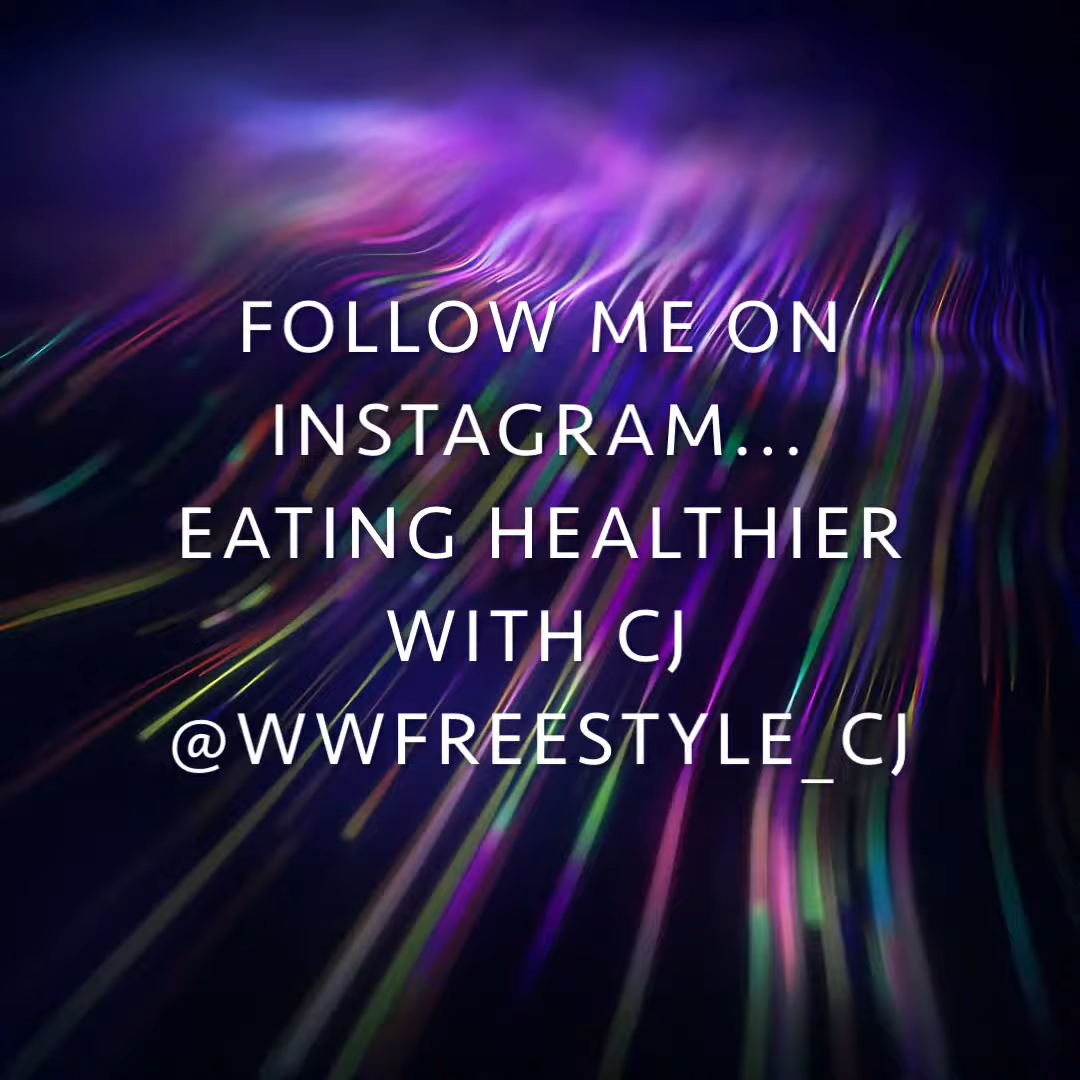 FOLLOW ME ON
INSTAGRAM...
EATING HEALTHIER
WITH CJ
@WWFREESTYLE_CJ